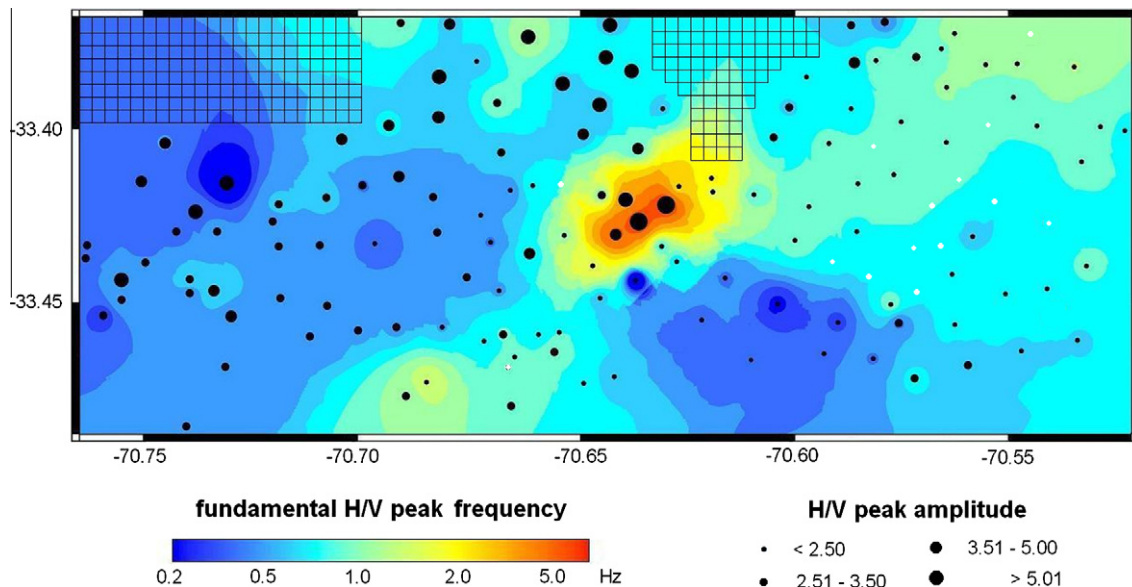 -33.40
-33.45
-70.75 -70.70 -70.65 -70.60 -70.55
fundamental H/V peak frequency
0.2 0.5 1.0 2.0 5.0 Hz
H/V peak amplitude
< 2.50 3.51 - 5.00
2.51 - 3.50 > 5.01